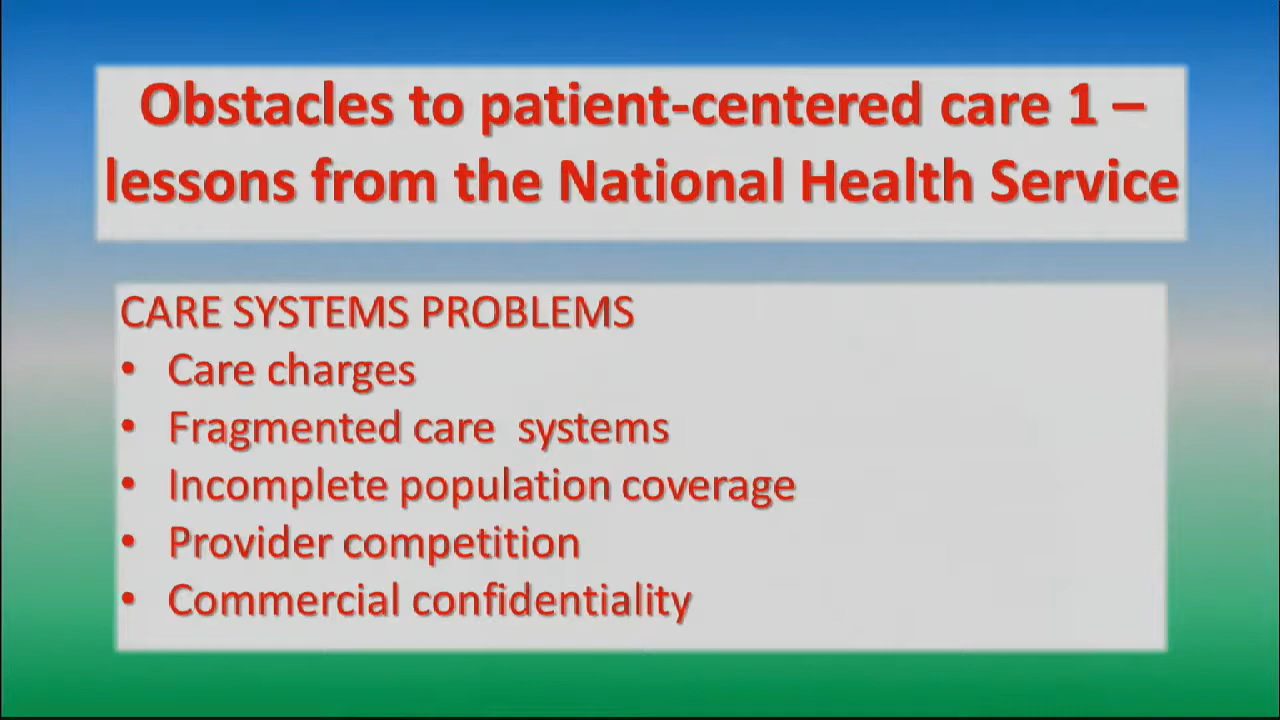 Obstacles to patient-centered care 1 –
lessons from the National Health Service
CARE SYSTEMS PROBLEMS
• Care charges
• Fragmented care  systems
• Incomplete population coverage
• Provider competition
• Commercial confidentiality